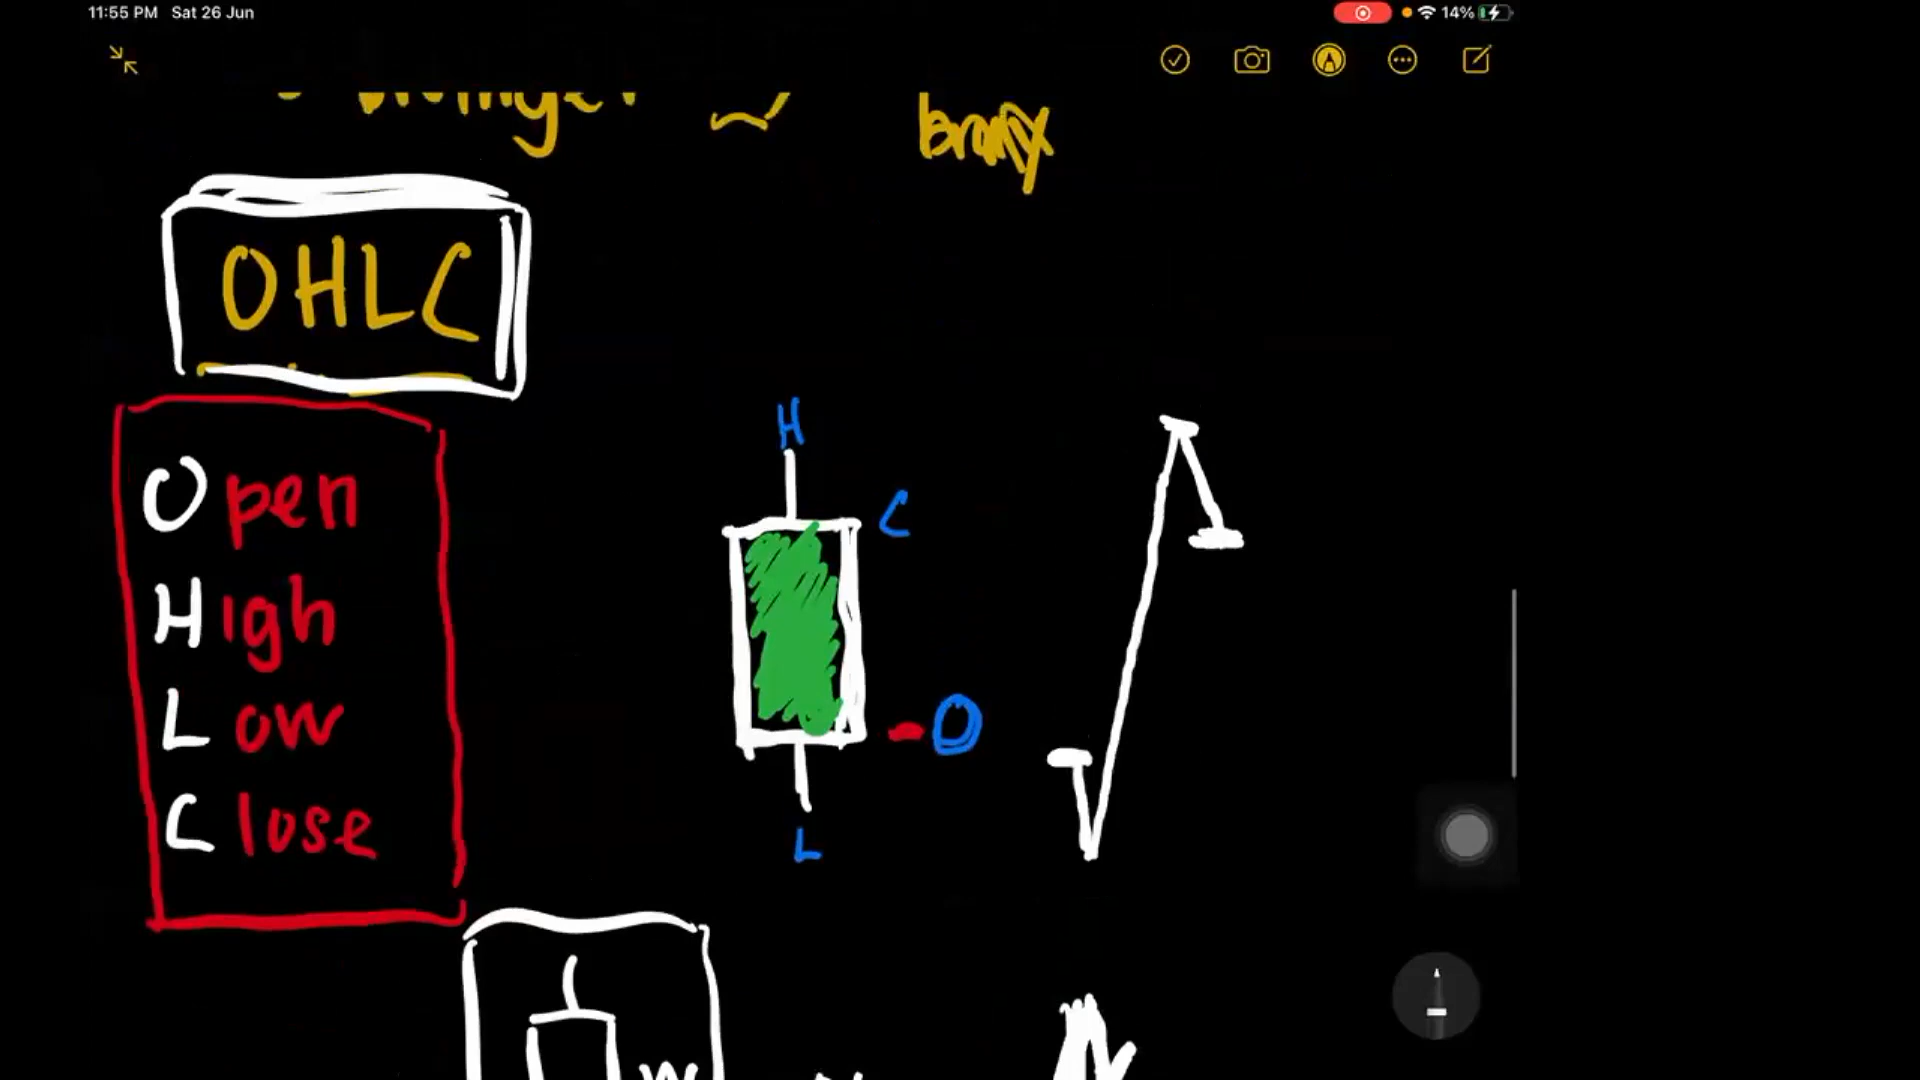 11:55 PM Sat 26 Jun
14%
OHLC
Open
High
Low
Close
H
C
O
L